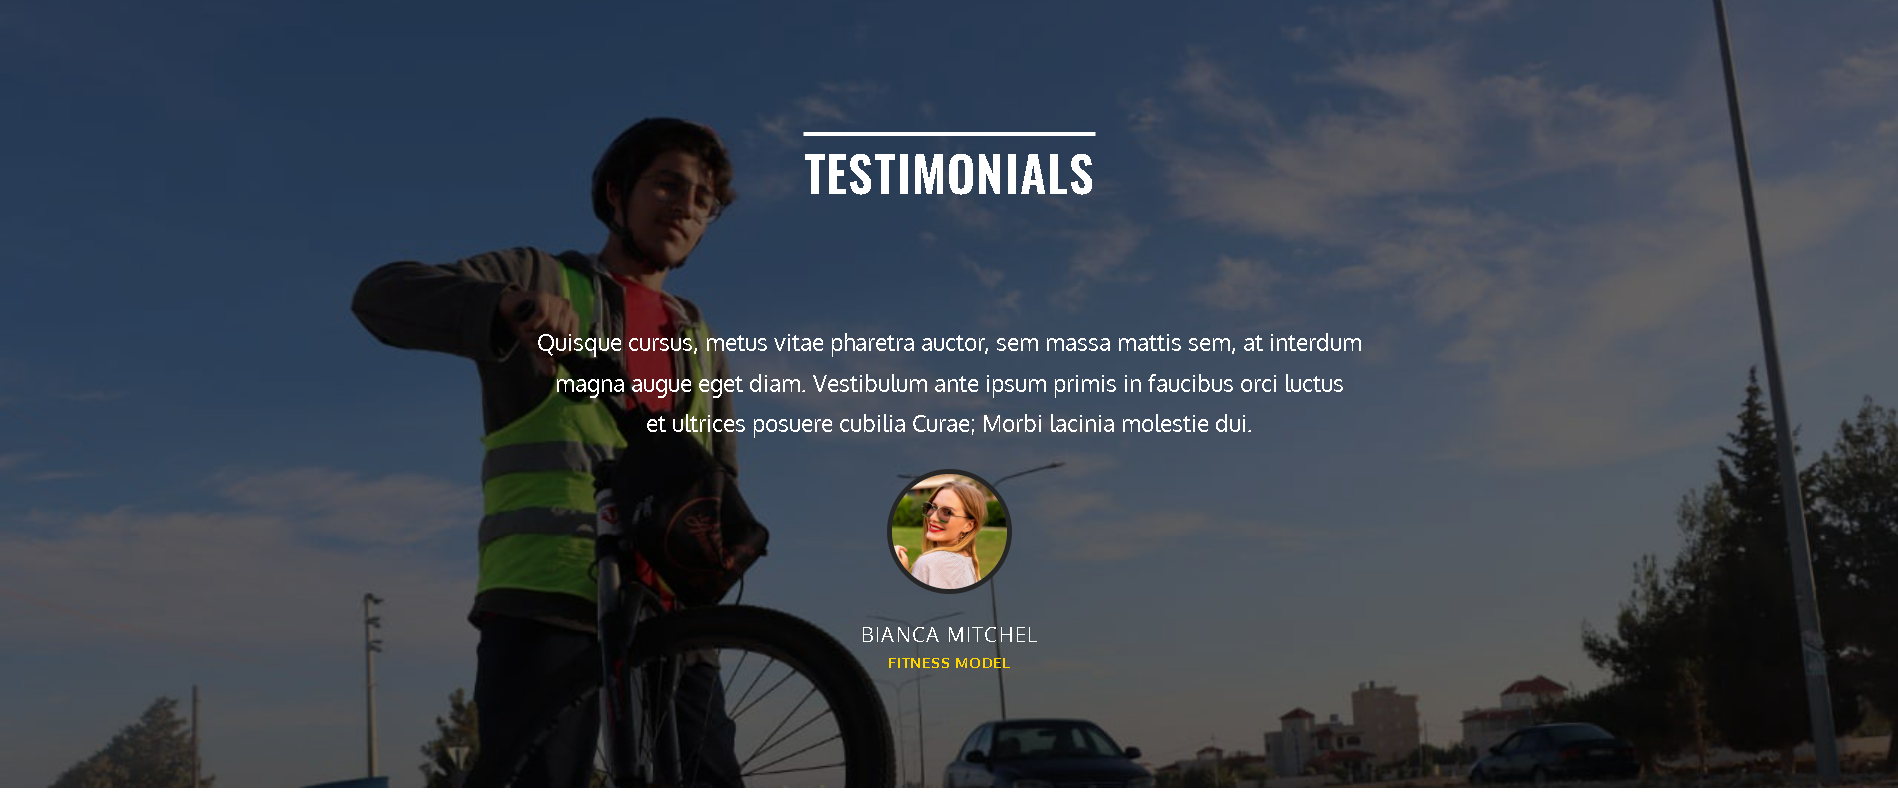 TESTIMONIALS
Quisque cursus, metus vitae pharetra auctor, sem massa mattis sem, at interdum
magna augue eget diam. Vestibulum ante ipsum primis in faucibus orci luctus
et ultrices posuere cubilia Curae; Morbi lacinia molestie dui.
BIANCA MITCHEL
FITNESS MODEL